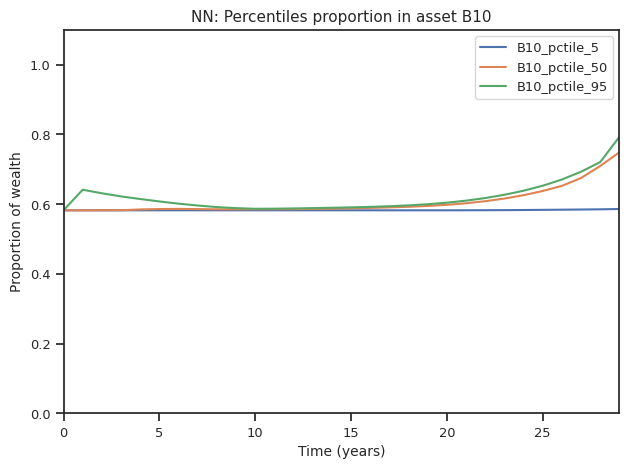 NN: Percentiles proportion in asset B10
B10_pctile_5
B10_pctile_50
B10_pctile_95
Proportion of wealth
1.0
0.8
0.6
0.4
0.2
0.0
0 5 10 15 20 25
Time (years)